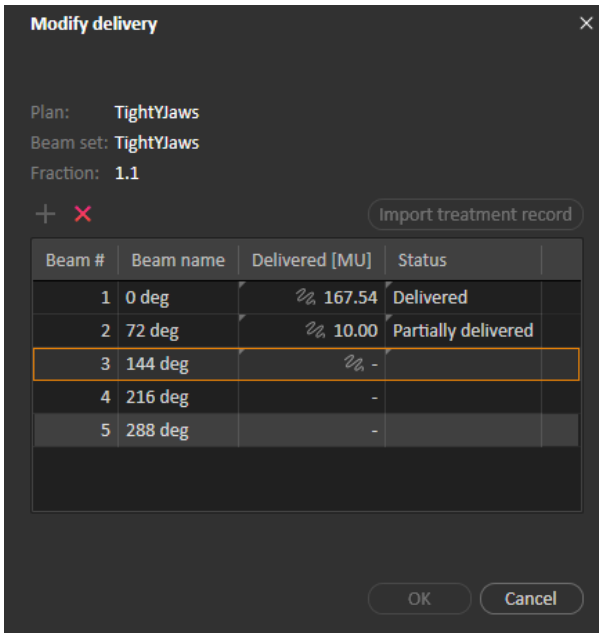 Modify delivery
Plan: TightYJaws
Beam set: TightYJaws
Fraction: 1.1
Import treatment record
Beam # Beam name Delivered [MU] Status
1 0 deg 167.54 Delivered
2 72 deg 10.00 Partially delivered
3 144 deg -
4 216 deg -
5 288 deg -
OK Cancel